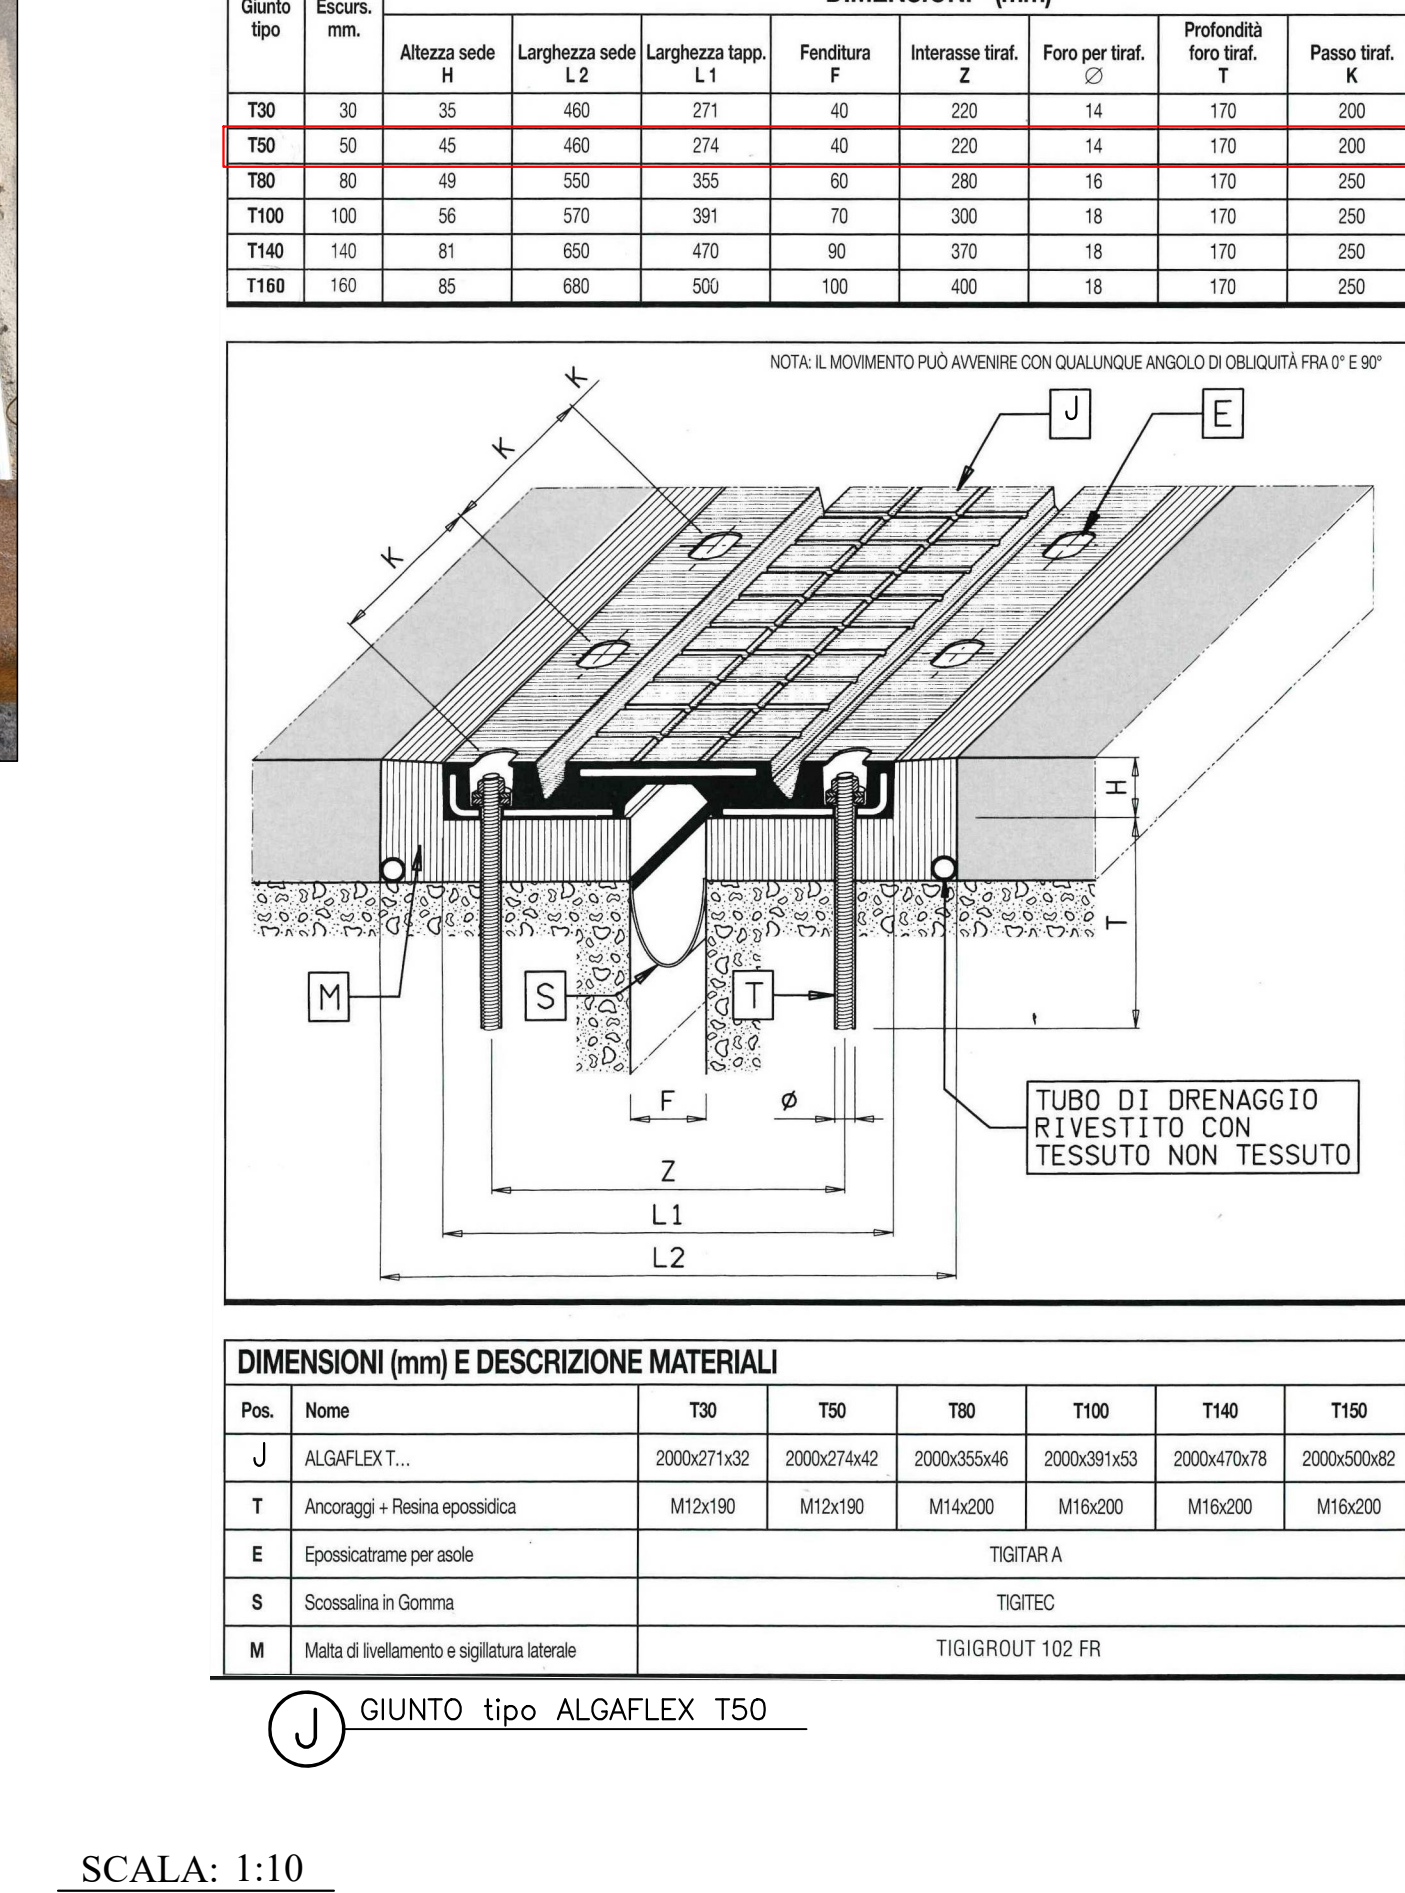 DIMENSIONI (mm)
Giunto tipo Escurs. mm.
Altezza sede H Larghezza sede L 2 Larghezza tapp. L 1 Fenditura F Interasse tiraf. Z Foro per tiraf. Ø Profondità foro tiraf. T Passo tiraf. K
T30 30 35 460 271 40 220 14 170 200
T50 50 45 460 274 40 220 14 170 200
T80 80 49 550 355 60 280 16 170 250
T100 100 56 570 391 70 300 18 170 250
T140 140 81 650 470 90 370 18 170 250
T160 160 85 680 500 100 400 18 170 250
NOTA: IL MOVIMENTO PUÒ AVVENIRE CON QUALUNQUE ANGOLO DI OBLIQUITÀ FRA 0° E 90°
K
J
E
K
K
H
T
M
S
T
F
Ø
TUBO DI DRENAGGIO
RIVESTITO CON
TESSUTO NON TESSUTO
Z
L1
L2
DIMENSIONI (mm) E DESCRIZIONE MATERIALI
Pos. Nome T30 T50 T80 T100 T140 T150
J ALGAFLEX T... 2000x271x32 2000x274x42 2000x355x46 2000x391x53 2000x470x78 2000x500x82
T Ancoraggi + Resina epossidica M12x190 M12x190 M14x200 M16x200 M16x200 M16x200
E Epossicatrame per asole TIGITAR A
S Scossalina in Gomma TIGITEC
M Malta di livellamento e sigillatura laterale TIGIGROUT 102 FR
J GIUNTO tipo ALGAFLEX T50
SCALA: 1:10